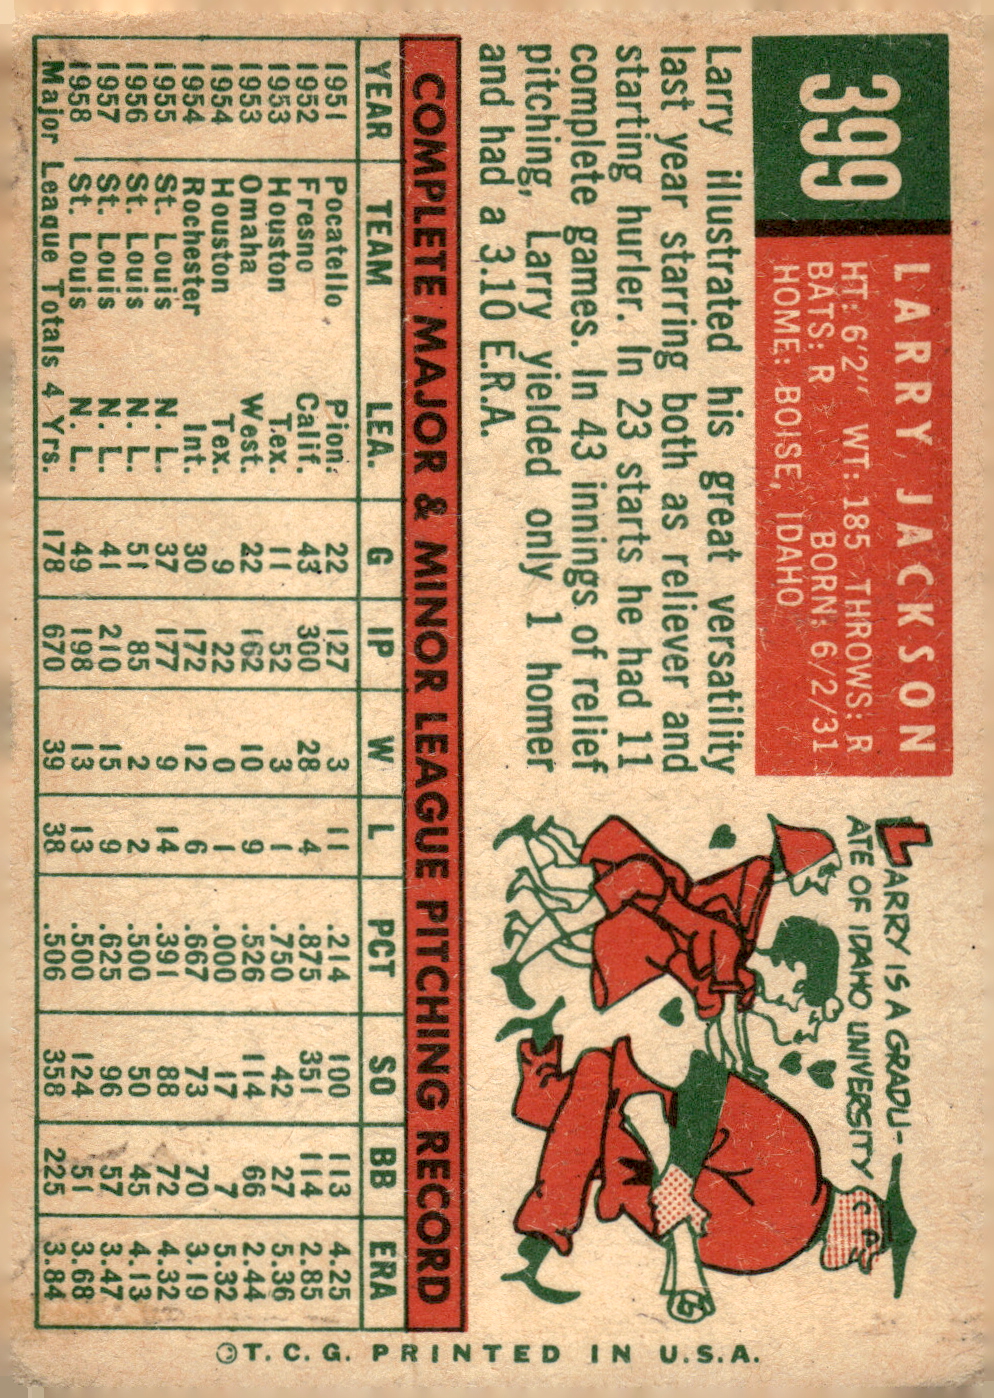 399
LARRY JACKSON
HT: 6'2" WT: 185 THROWS: R
BATS: R BORN: 6/2/31
HOME: BOISE, IDAHO
Larry illustrated his great versatility
last year starring both as reliever and
starting hurler. In 23 starts he had 11
complete games. In 43 innings of relief
pitching, Larry yielded only 1 homer
and had a 3.10 E.R.A.
LARRY IS A GRADU-
ATE OF IDAHO UNIVERSITY
COMPLETE MAJOR & MINOR LEAGUE PITCHING RECORD
YEAR TEAM LEA. G IP W L PCT SO BB ERA
1951 Pocatello Pion. 22 127 3 11 .214 100 113 4.25
1952 Fresno Calif. 43 300 28 4 .875 351 114 2.85
1953 Houston Tex. 11 52 3 1 .750 42 27 5.36
1953 Omaha West. 22 162 10 9 .526 114 66 2.44
1954 Houston Tex. 9 22 0 1 .000 17 7 5.32
1954 Rochester Int. 30 172 12 6 .667 73 70 3.19
1955 St. Louis N. L. 37 177 9 14 .391 88 72 4.32
1956 St. Louis N. L. 51 85 2 2 .500 50 45 4.13
1957 St. Louis N. L. 41 210 15 9 .625 96 57 3.47
1958 St. Louis N. L. 49 198 13 13 .500 124 51 3.68
Major League Totals 4 Yrs. 178 670 39 38 .506 358 225 3.84
©T. C. G. PRINTED IN U.S.A.